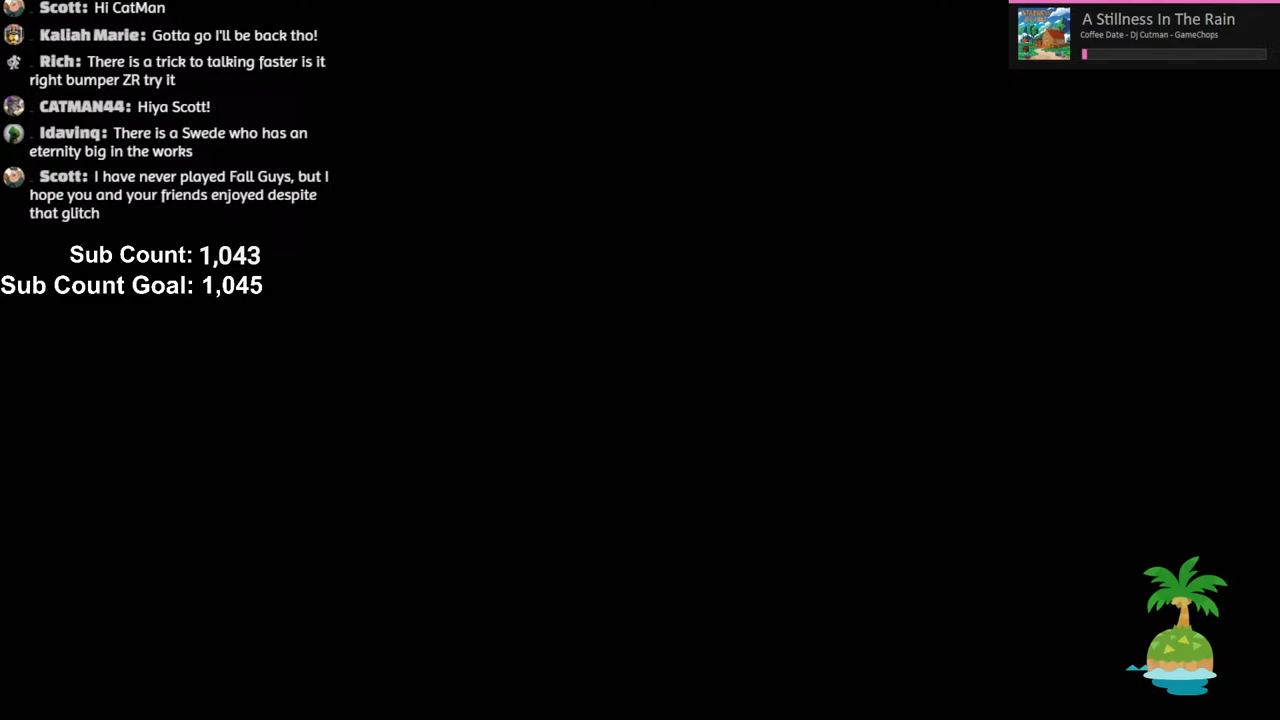 Scott: Hi CatMan
Kaliah Marie: Gotta go I'll be back tho!
Rich: There is a trick to talking faster is it
right bumper ZR try it
CATMAN44: Hiya Scott!
Idavinq: There is a Swede who has an
eternity big in the works
Scott: I have never played Fall Guys, but I
hope you and your friends enjoyed despite
that glitch
Sub Count: 1,043
Sub Count Goal: 1,045
A Stillness In The Rain
Coffee Date - Dj Cutman - GameChops